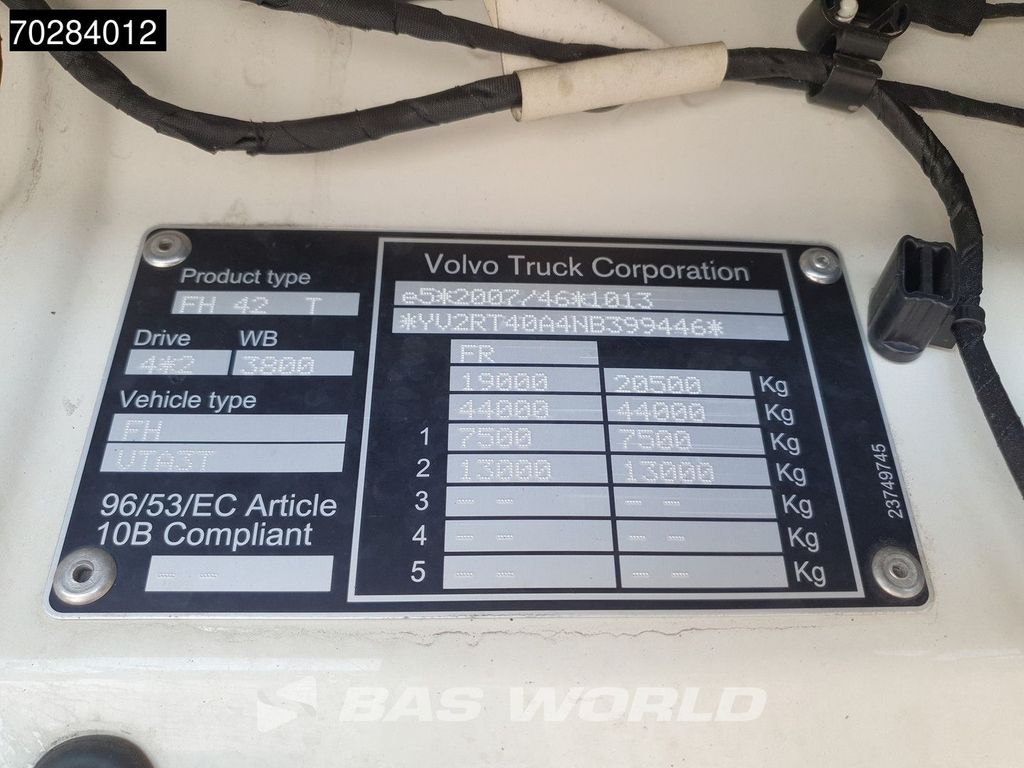 70284012
Product type
FH 42 T
Drive WB
4*2 3800
Vehicle type
FH
VTA3T
96/53/EC Article
10B Compliant
-- --
Volvo Truck Corporation
e5*2007/46*1013
*YV2RT40A4NB399446*
FR
19000 20500 Kg
44000 44000 Kg
1 7500 7500 Kg
2 13000 13000 Kg
3 -- -- -- -- Kg
4 -- -- -- -- Kg
5 -- -- -- -- Kg
23749745
BAS WORLD